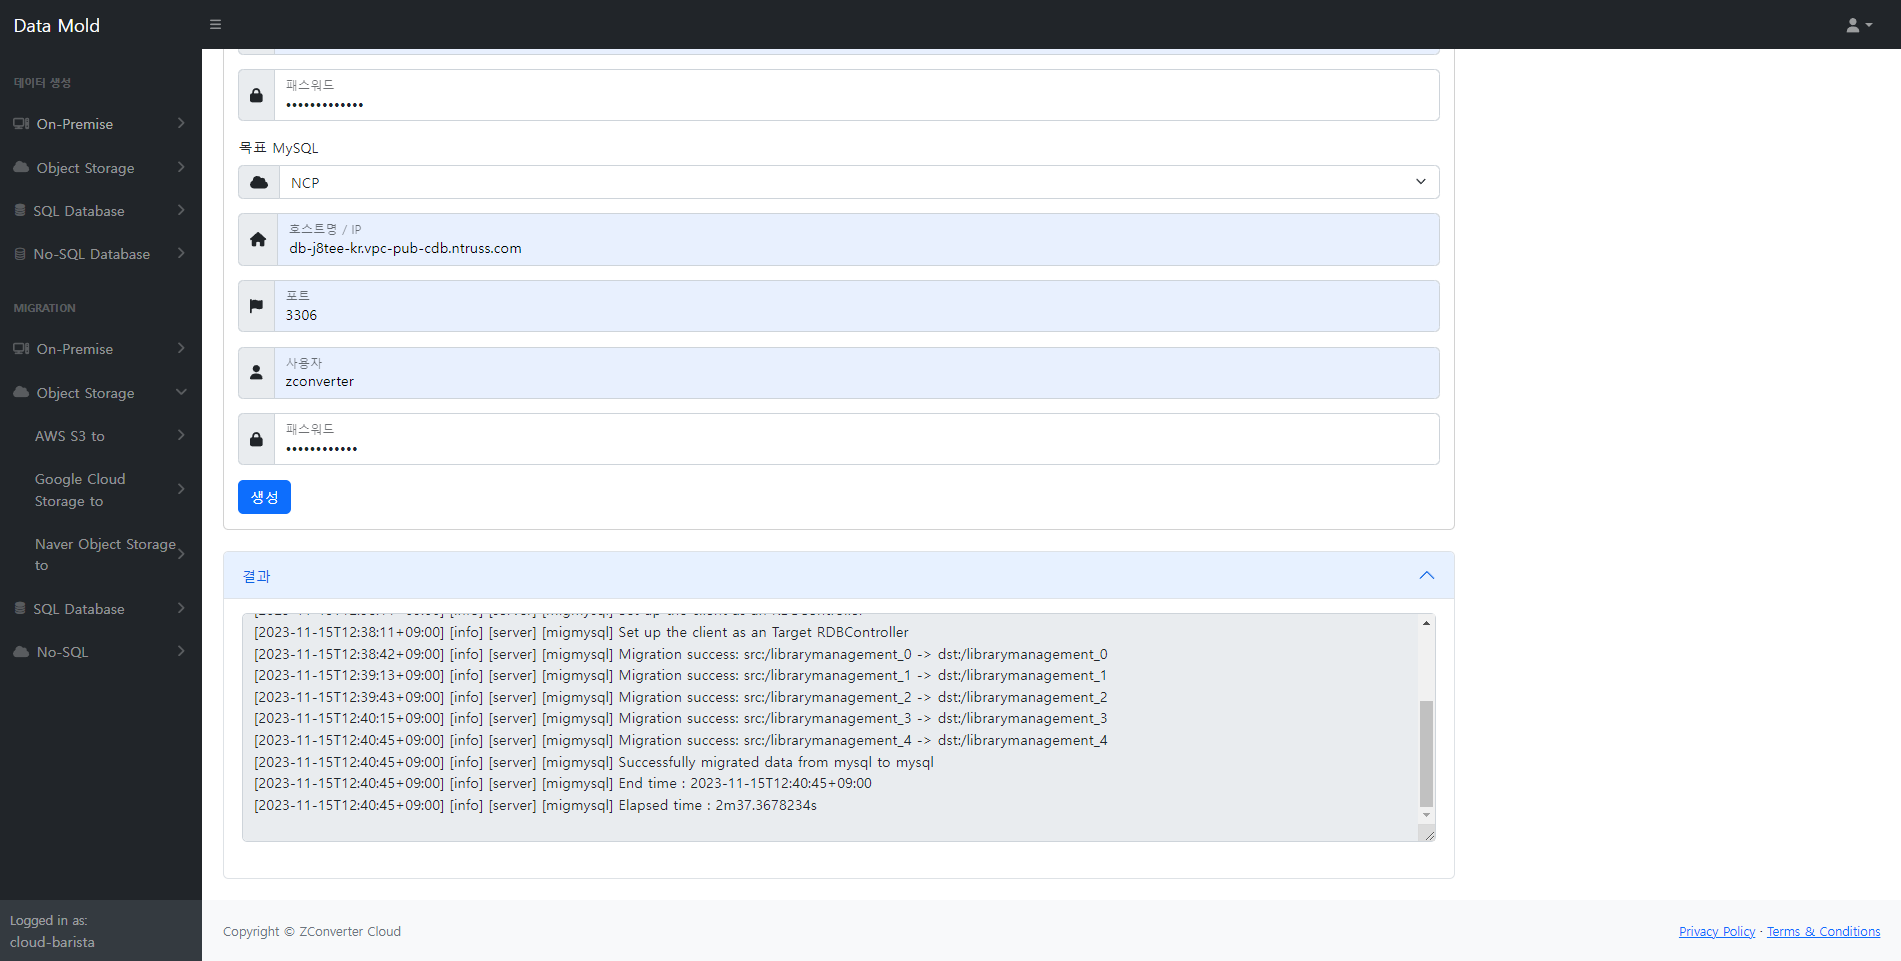 Data Mold
데이터 생성
On-Premise
Object Storage
SQL Database
No-SQL Database
MIGRATION
On-Premise
Object Storage
AWS S3 to
Google Cloud
Storage to
Naver Object Storage
to
SQL Database
No-SQL
Logged in as:
cloud-barista
패스워드
•••••••••••••
목표 MySQL
NCP
호스트명 / IP
db-j8tee-kr.vpc-pub-cdb.ntruss.com
포트
3306
사용자
zconverter
패스워드
••••••••••••
생성
결과
[2023-11-15T12:38:11+09:00] [info] [server] [migmysql] Set up the client as an Target RDBController
[2023-11-15T12:38:42+09:00] [info] [server] [migmysql] Migration success: src:/librarymanagement_0 -> dst:/librarymanagement_0
[2023-11-15T12:39:13+09:00] [info] [server] [migmysql] Migration success: src:/librarymanagement_1 -> dst:/librarymanagement_1
[2023-11-15T12:39:43+09:00] [info] [server] [migmysql] Migration success: src:/librarymanagement_2 -> dst:/librarymanagement_2
[2023-11-15T12:40:15+09:00] [info] [server] [migmysql] Migration success: src:/librarymanagement_3 -> dst:/librarymanagement_3
[2023-11-15T12:40:45+09:00] [info] [server] [migmysql] Migration success: src:/librarymanagement_4 -> dst:/librarymanagement_4
[2023-11-15T12:40:45+09:00] [info] [server] [migmysql] Successfully migrated data from mysql to mysql
[2023-11-15T12:40:45+09:00] [info] [server] [migmysql] End time : 2023-11-15T12:40:45+09:00
[2023-11-15T12:40:45+09:00] [info] [server] [migmysql] Elapsed time : 2m37.3678234s
Copyright © ZConverter Cloud
Privacy Policy · Terms & Conditions